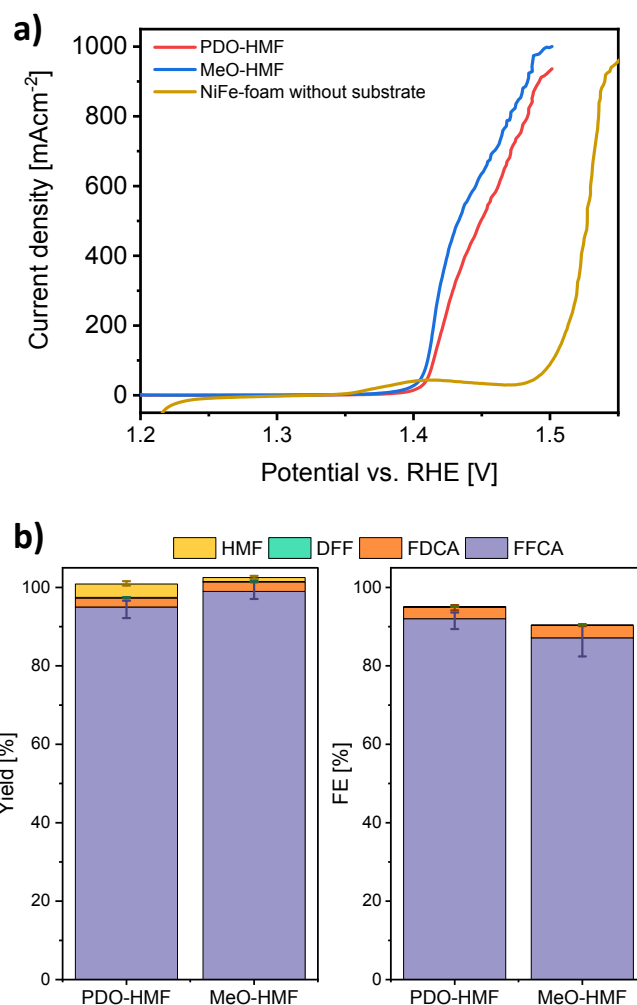 a)
PDO-HMF
MeO-HMF
NiFe-foam without substrate
Current density [mAcm⁻²]
1000
800
600
400
200
0
1.2 1.3 1.4 1.5
Potential vs. RHE [V]
b)
HMF DFF FDCA FFCA
Yield [%]
100
80
60
40
20
0
PDO-HMF MeO-HMF
FE [%]
100
80
60
40
20
0
PDO-HMF MeO-HMF